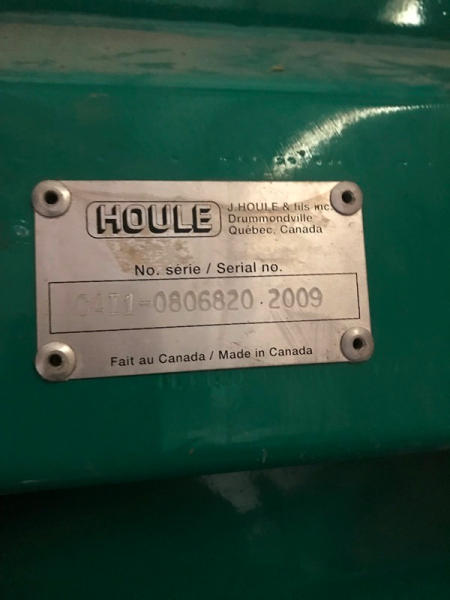 HOULE
J. HOULE & fils inc.
Drummondville
Québec, Canada
No. série / Serial no.
-0806820 2009
Fait au Canada / Made in Canada